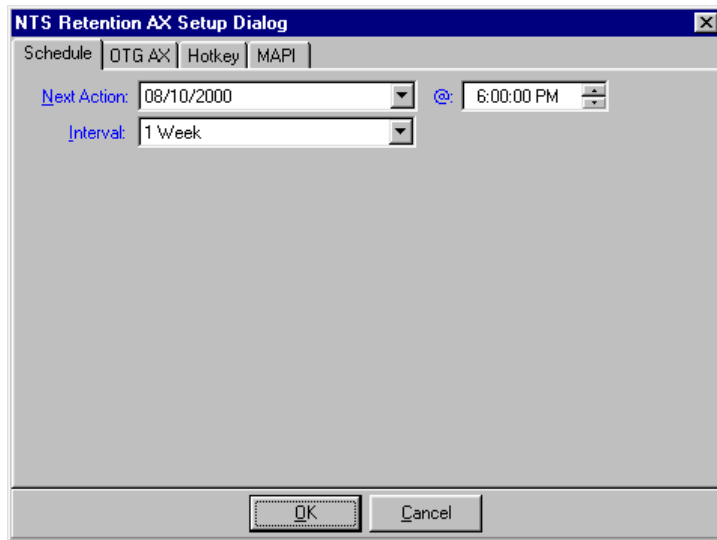 NTS Retention AX Setup Dialog
Schedule OTG AX Hotkey MAPI
Next Action: 08/10/2000 @: 6:00:00 PM
Interval: 1 Week
OK Cancel